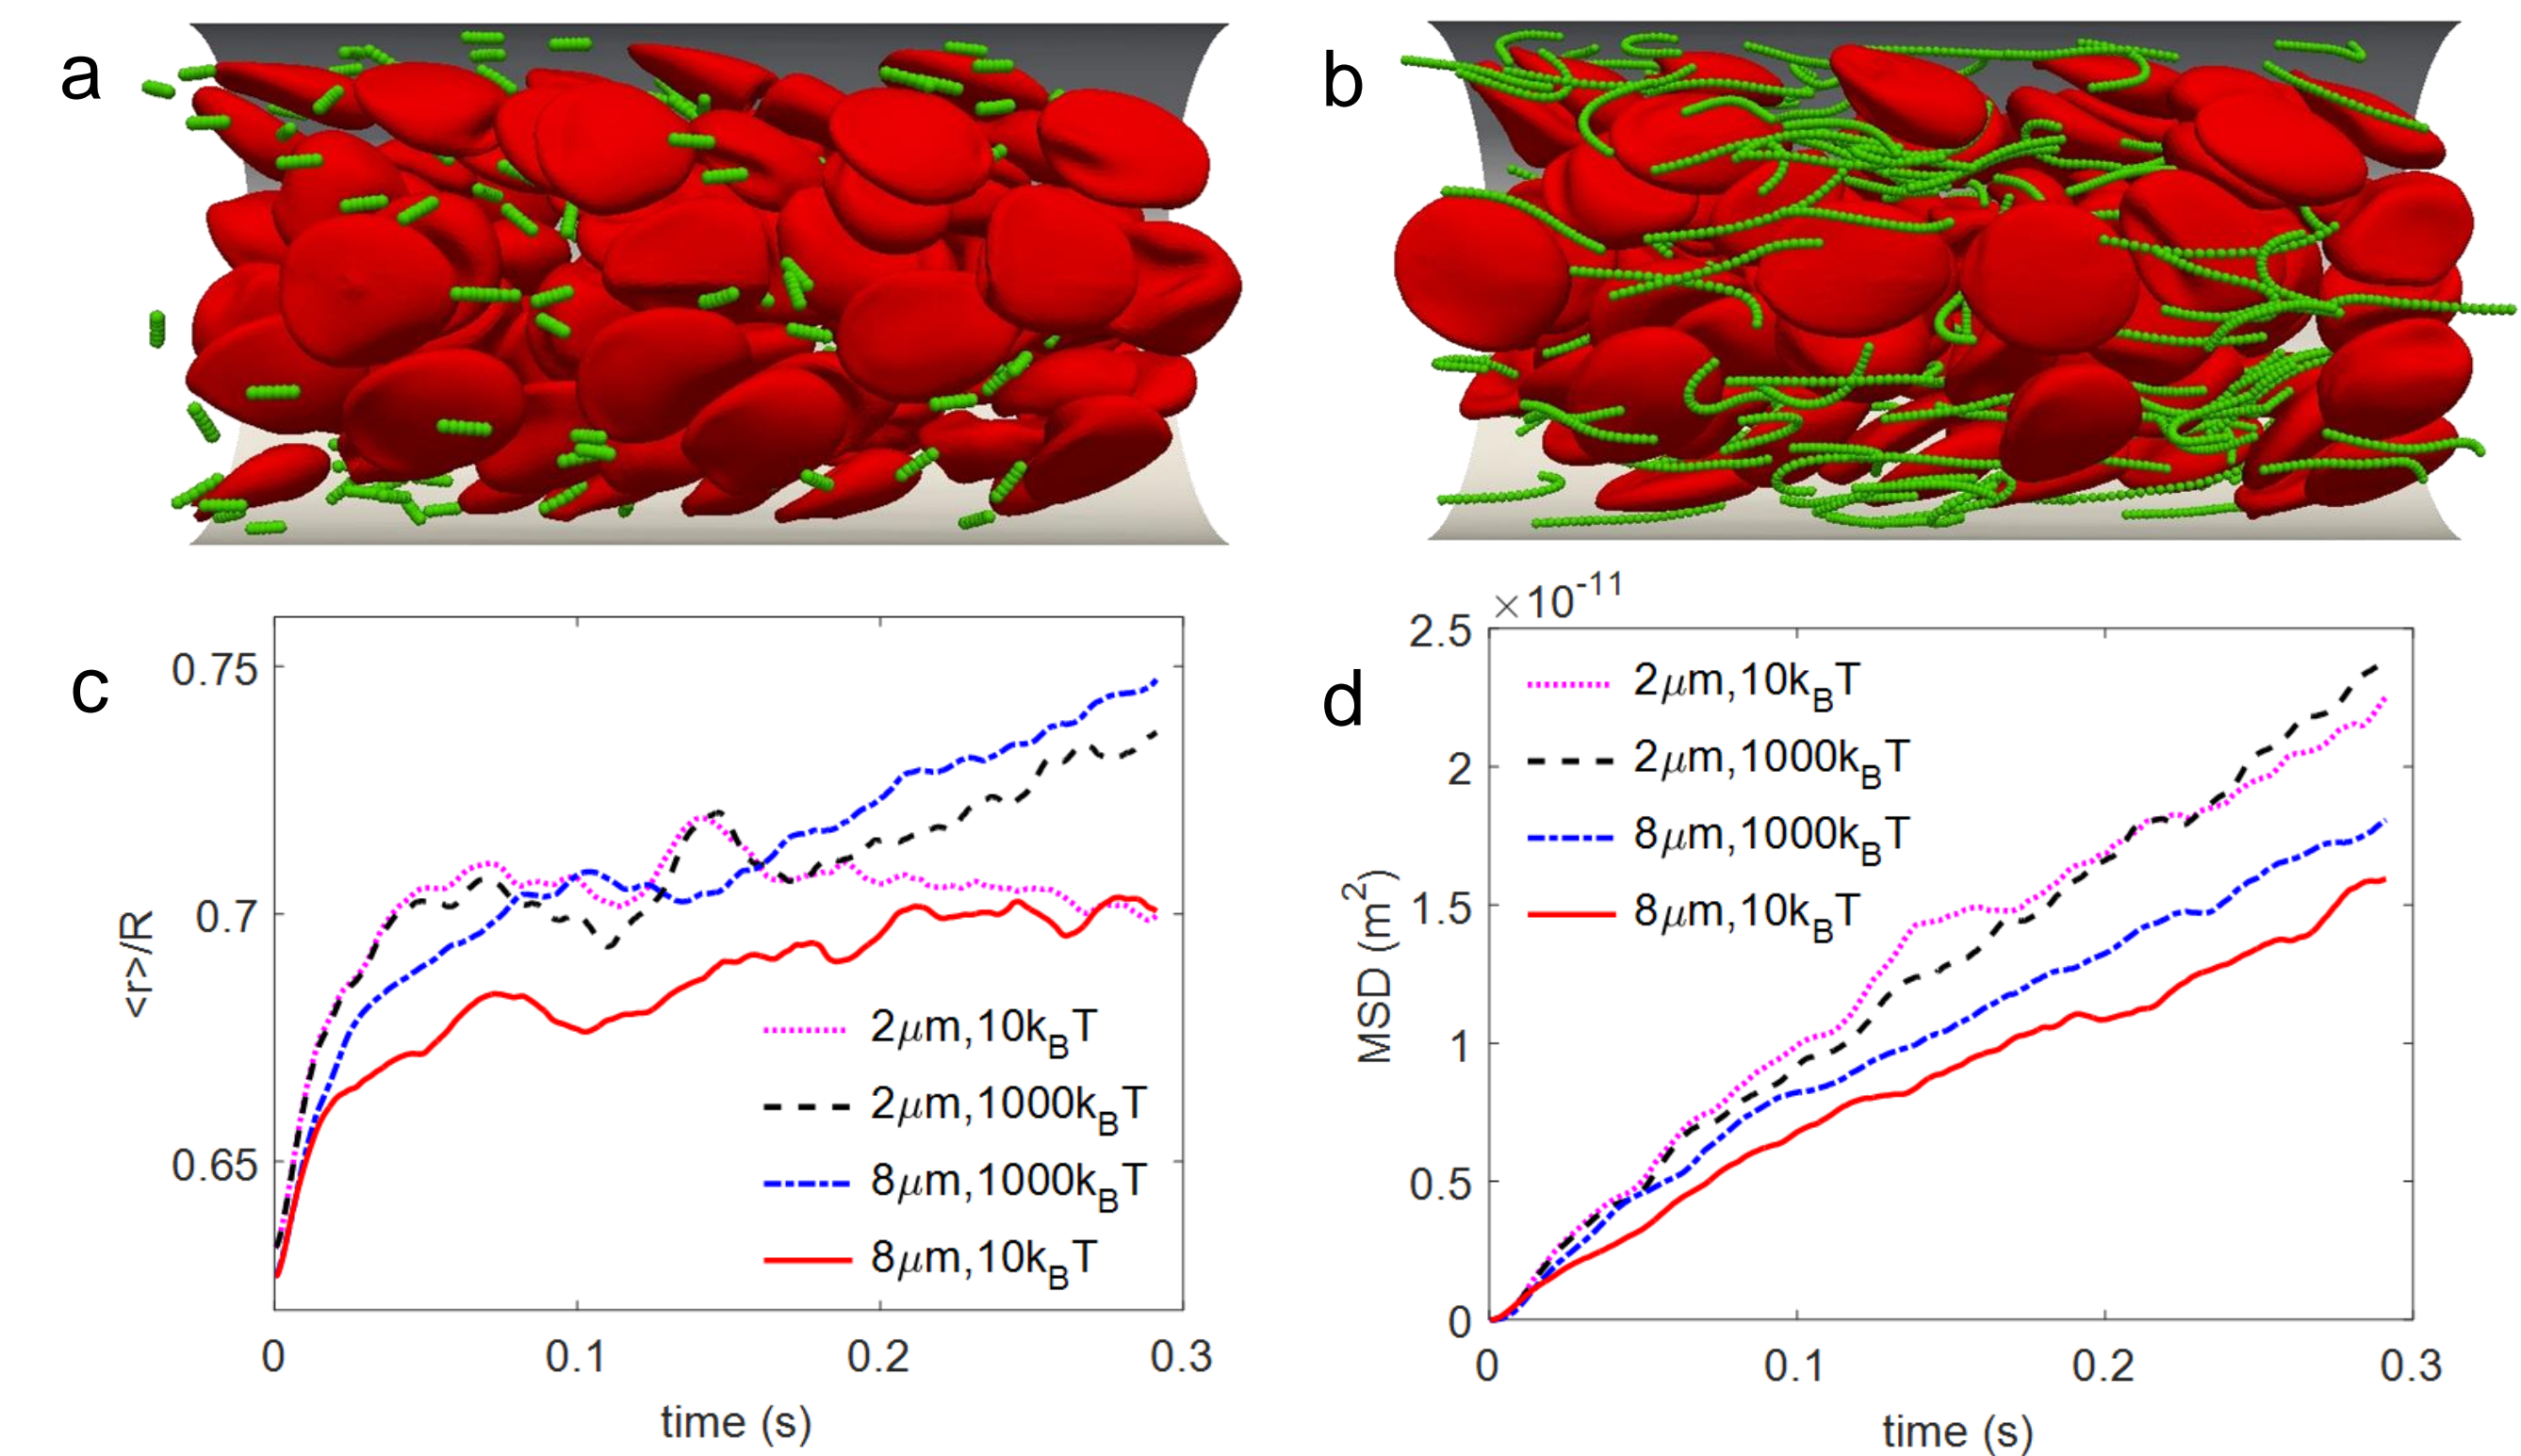 a
b
c
0.75
0.7
0.65
<r>/R
2μm,10k_BT
2μm,1000k_BT
8μm,1000k_BT
8μm,10k_BT
0 0.1 0.2 0.3
time (s)
d
×10^-11
2.5
2
1.5
1
0.5
0
MSD (m^2)
2μm,10k_BT
2μm,1000k_BT
8μm,1000k_BT
8μm,10k_BT
0 0.1 0.2 0.3
time (s)